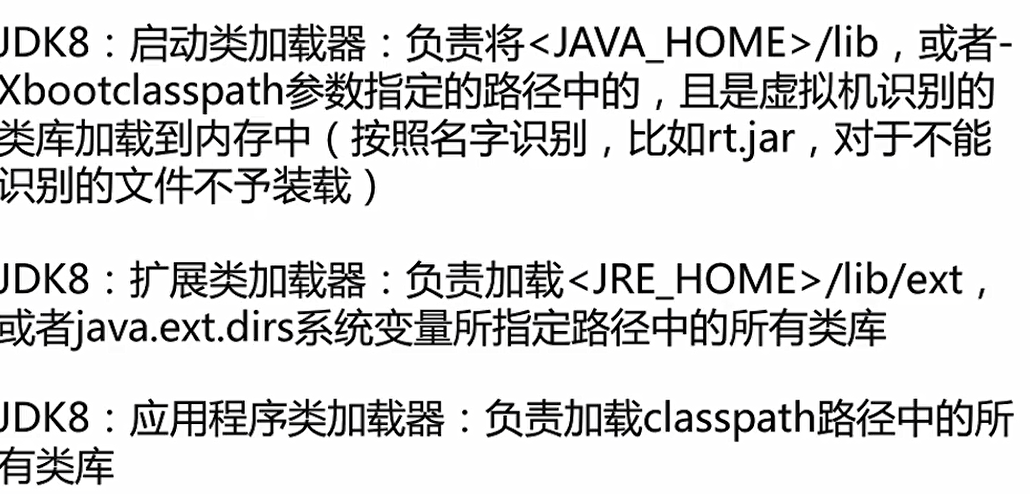 JDK8：启动类加载器：负责将<JAVA_HOME>/lib，或者-
Xbootclasspath参数指定的路径中的，且是虚拟机识别的
类库加载到内存中（按照名字识别，比如rt.jar，对于不能
识别的文件不予装载）
JDK8：扩展类加载器：负责加载<JRE_HOME>/lib/ext，
或者java.ext.dirs系统变量所指定路径中的所有类库
JDK8：应用程序类加载器：负责加载classpath路径中的所
有类库